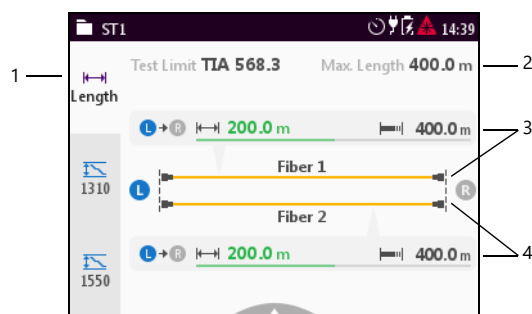 ST1 14:39
1
Test Limit TIA 568.3 Max. Length 400.0 m
2
Length
L R 200.0 m 400.0 m
3
Fiber 1
1310
L R
Fiber 2
L R 200.0 m 400.0 m
4
1550